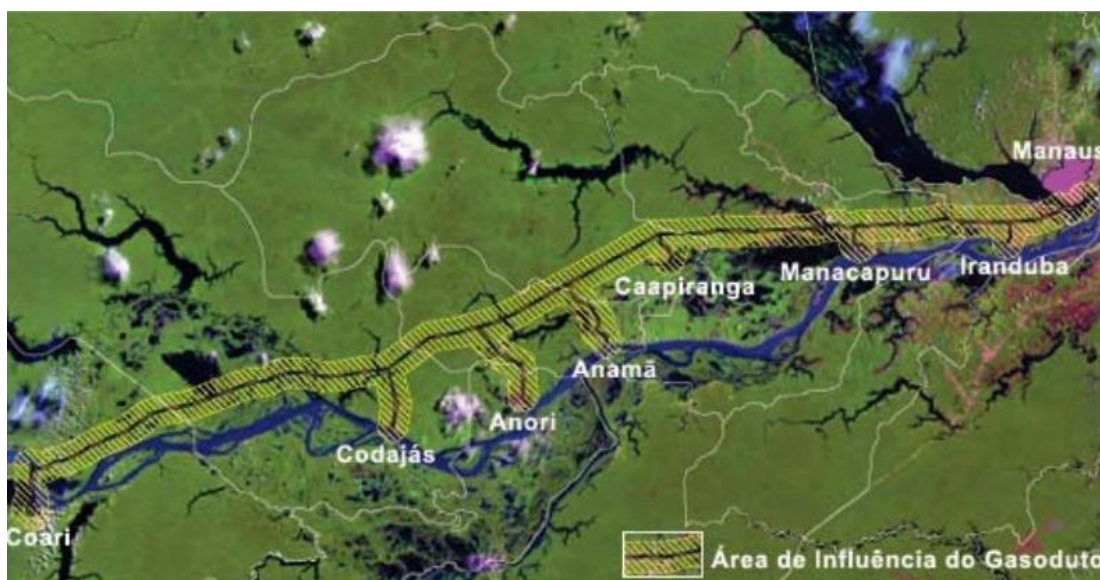 Manaus
Caapiranga
Manacapuru
Iranduba
Anamã
Anori
Codajás
Coari
Área de Influência do Gasoduto